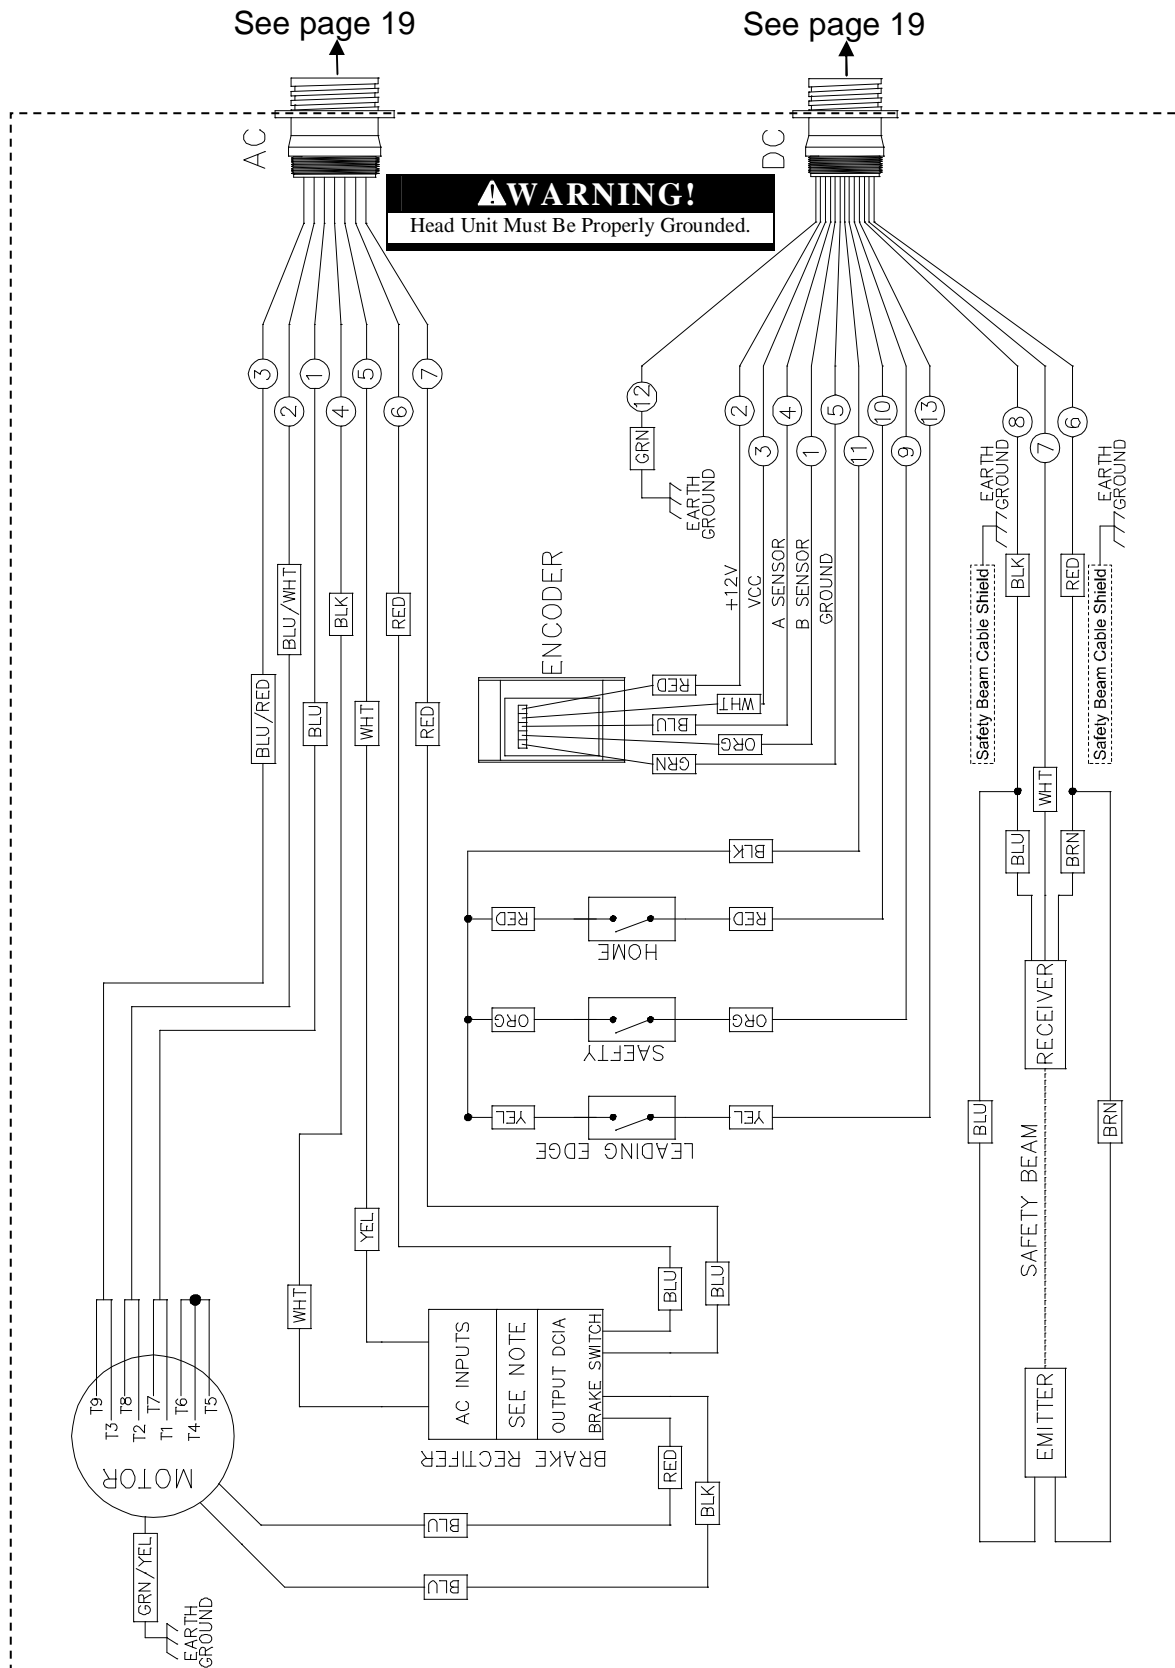 See page 19
See page 19
AC
DC
WARNING!
Head Unit Must Be Properly Grounded.
3
2
1
4
5
6
7
12
2
3
4
1
5
11
10
9
13
8
7
6
GRN
EARTH
GROUND
EARTH
GROUND
EARTH
GROUND
BLU/RED
BLU/WHT
BLU
BLK
WHT
RED
RED
ENCODER
+12V
VCC
A SENSOR
B SENSOR
GROUND
RED
WHT
BLU
ORG
GRN
Safety Beam Cable Shield
BLK
RED
Safety Beam Cable Shield
WHT
BLU
BRN
BLK
RED
RED
HOME
ORG
ORG
SAEFTY
YEL
YEL
LEADING EDGE
RECEIVER
BLU
BRN
SAFETY BEAM
EMITTER
WHT
YEL
BLU
BLU
AC INPUTS
SEE NOTE
OUTPUT DCIA
BRAKE SWITCH
BRAKE RECTIFER
RED
BLK
T9
T3
T8
T2
T7
T1
T6
T4
T5
MOTOR
BLU
BLU
GRN/YEL
EARTH
GROUND